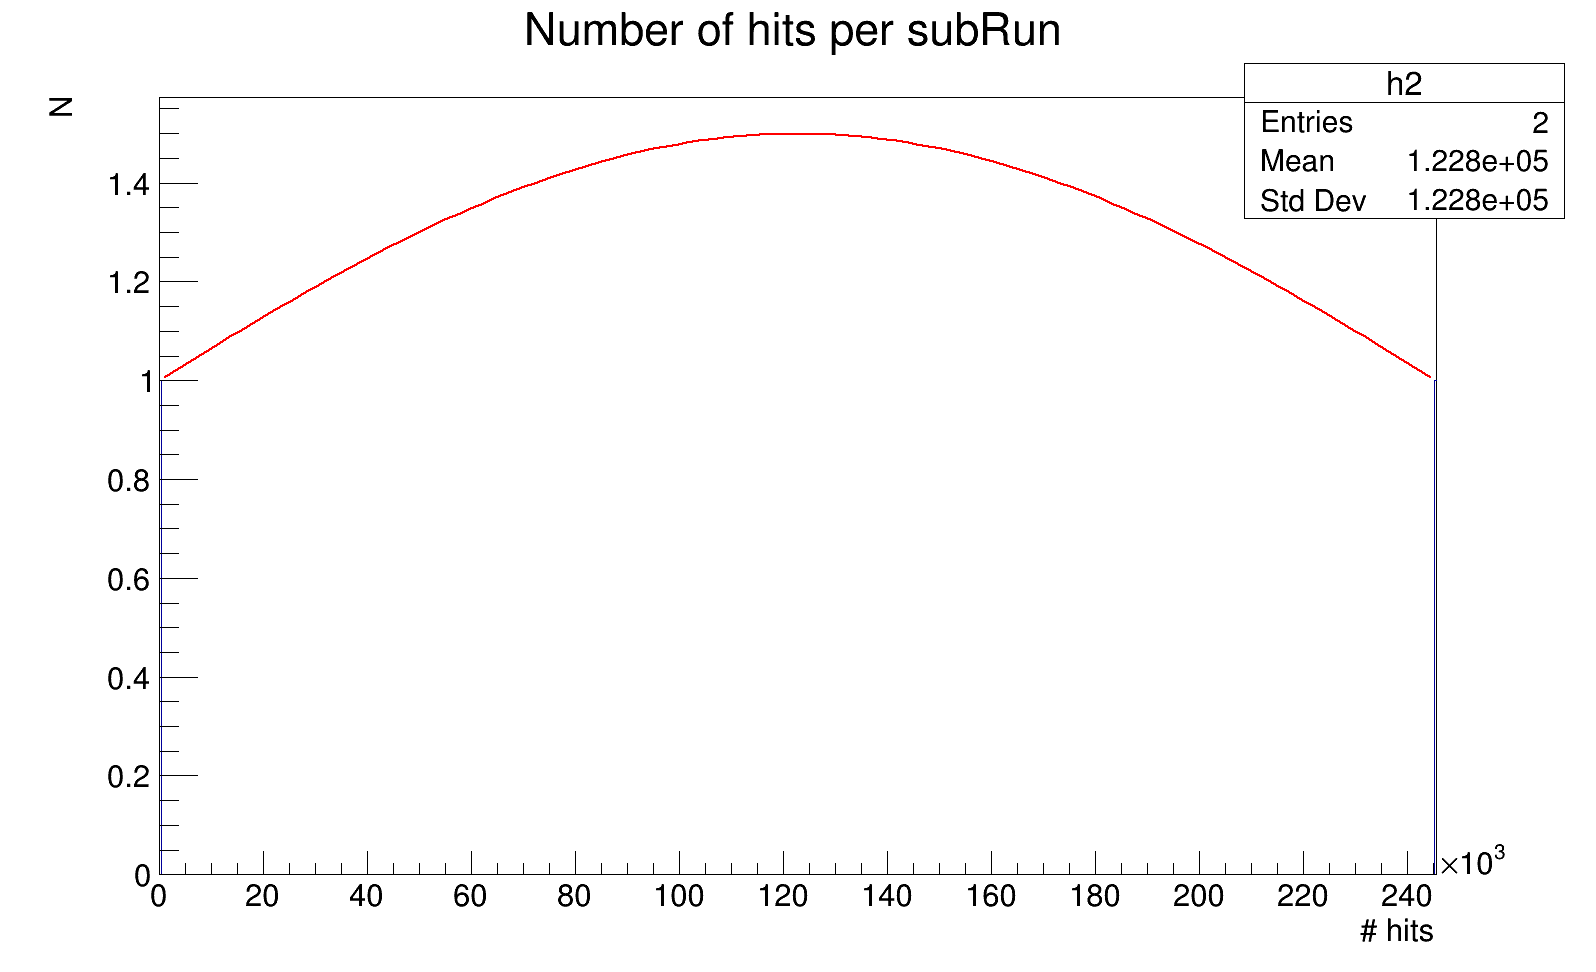 Number of hits per subRun
h2
Entries 2
Mean 1.228e+05
Std Dev 1.228e+05
N
1.4
1.2
1
0.8
0.6
0.4
0.2
0
0 20 40 60 80 100 120 140 160 180 200 220 240
×10³
# hits